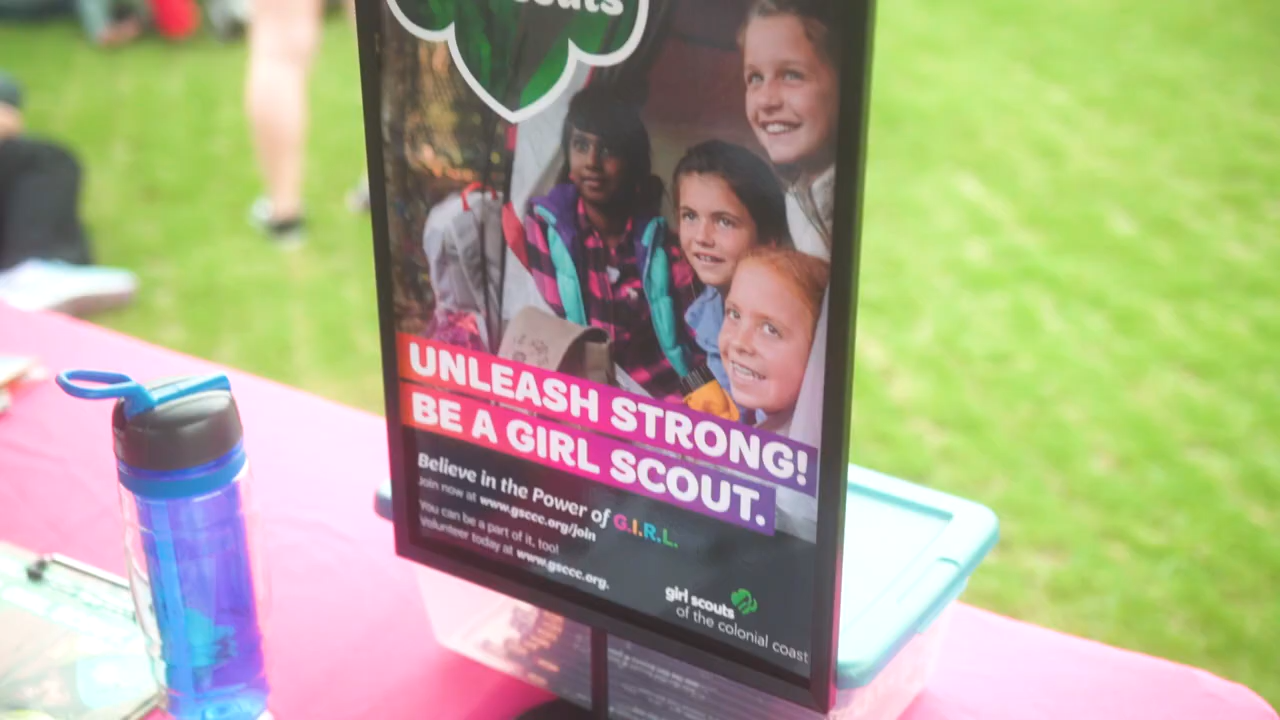 scouts
UNLEASH STRONG!
BE A GIRL SCOUT.
Believe in the Power of G.I.R.L.
Join now at www.gsccc.org/join
You can be a part of it, too!
Volunteer today at www.gsccc.org.
girl scouts
of the colonial coast